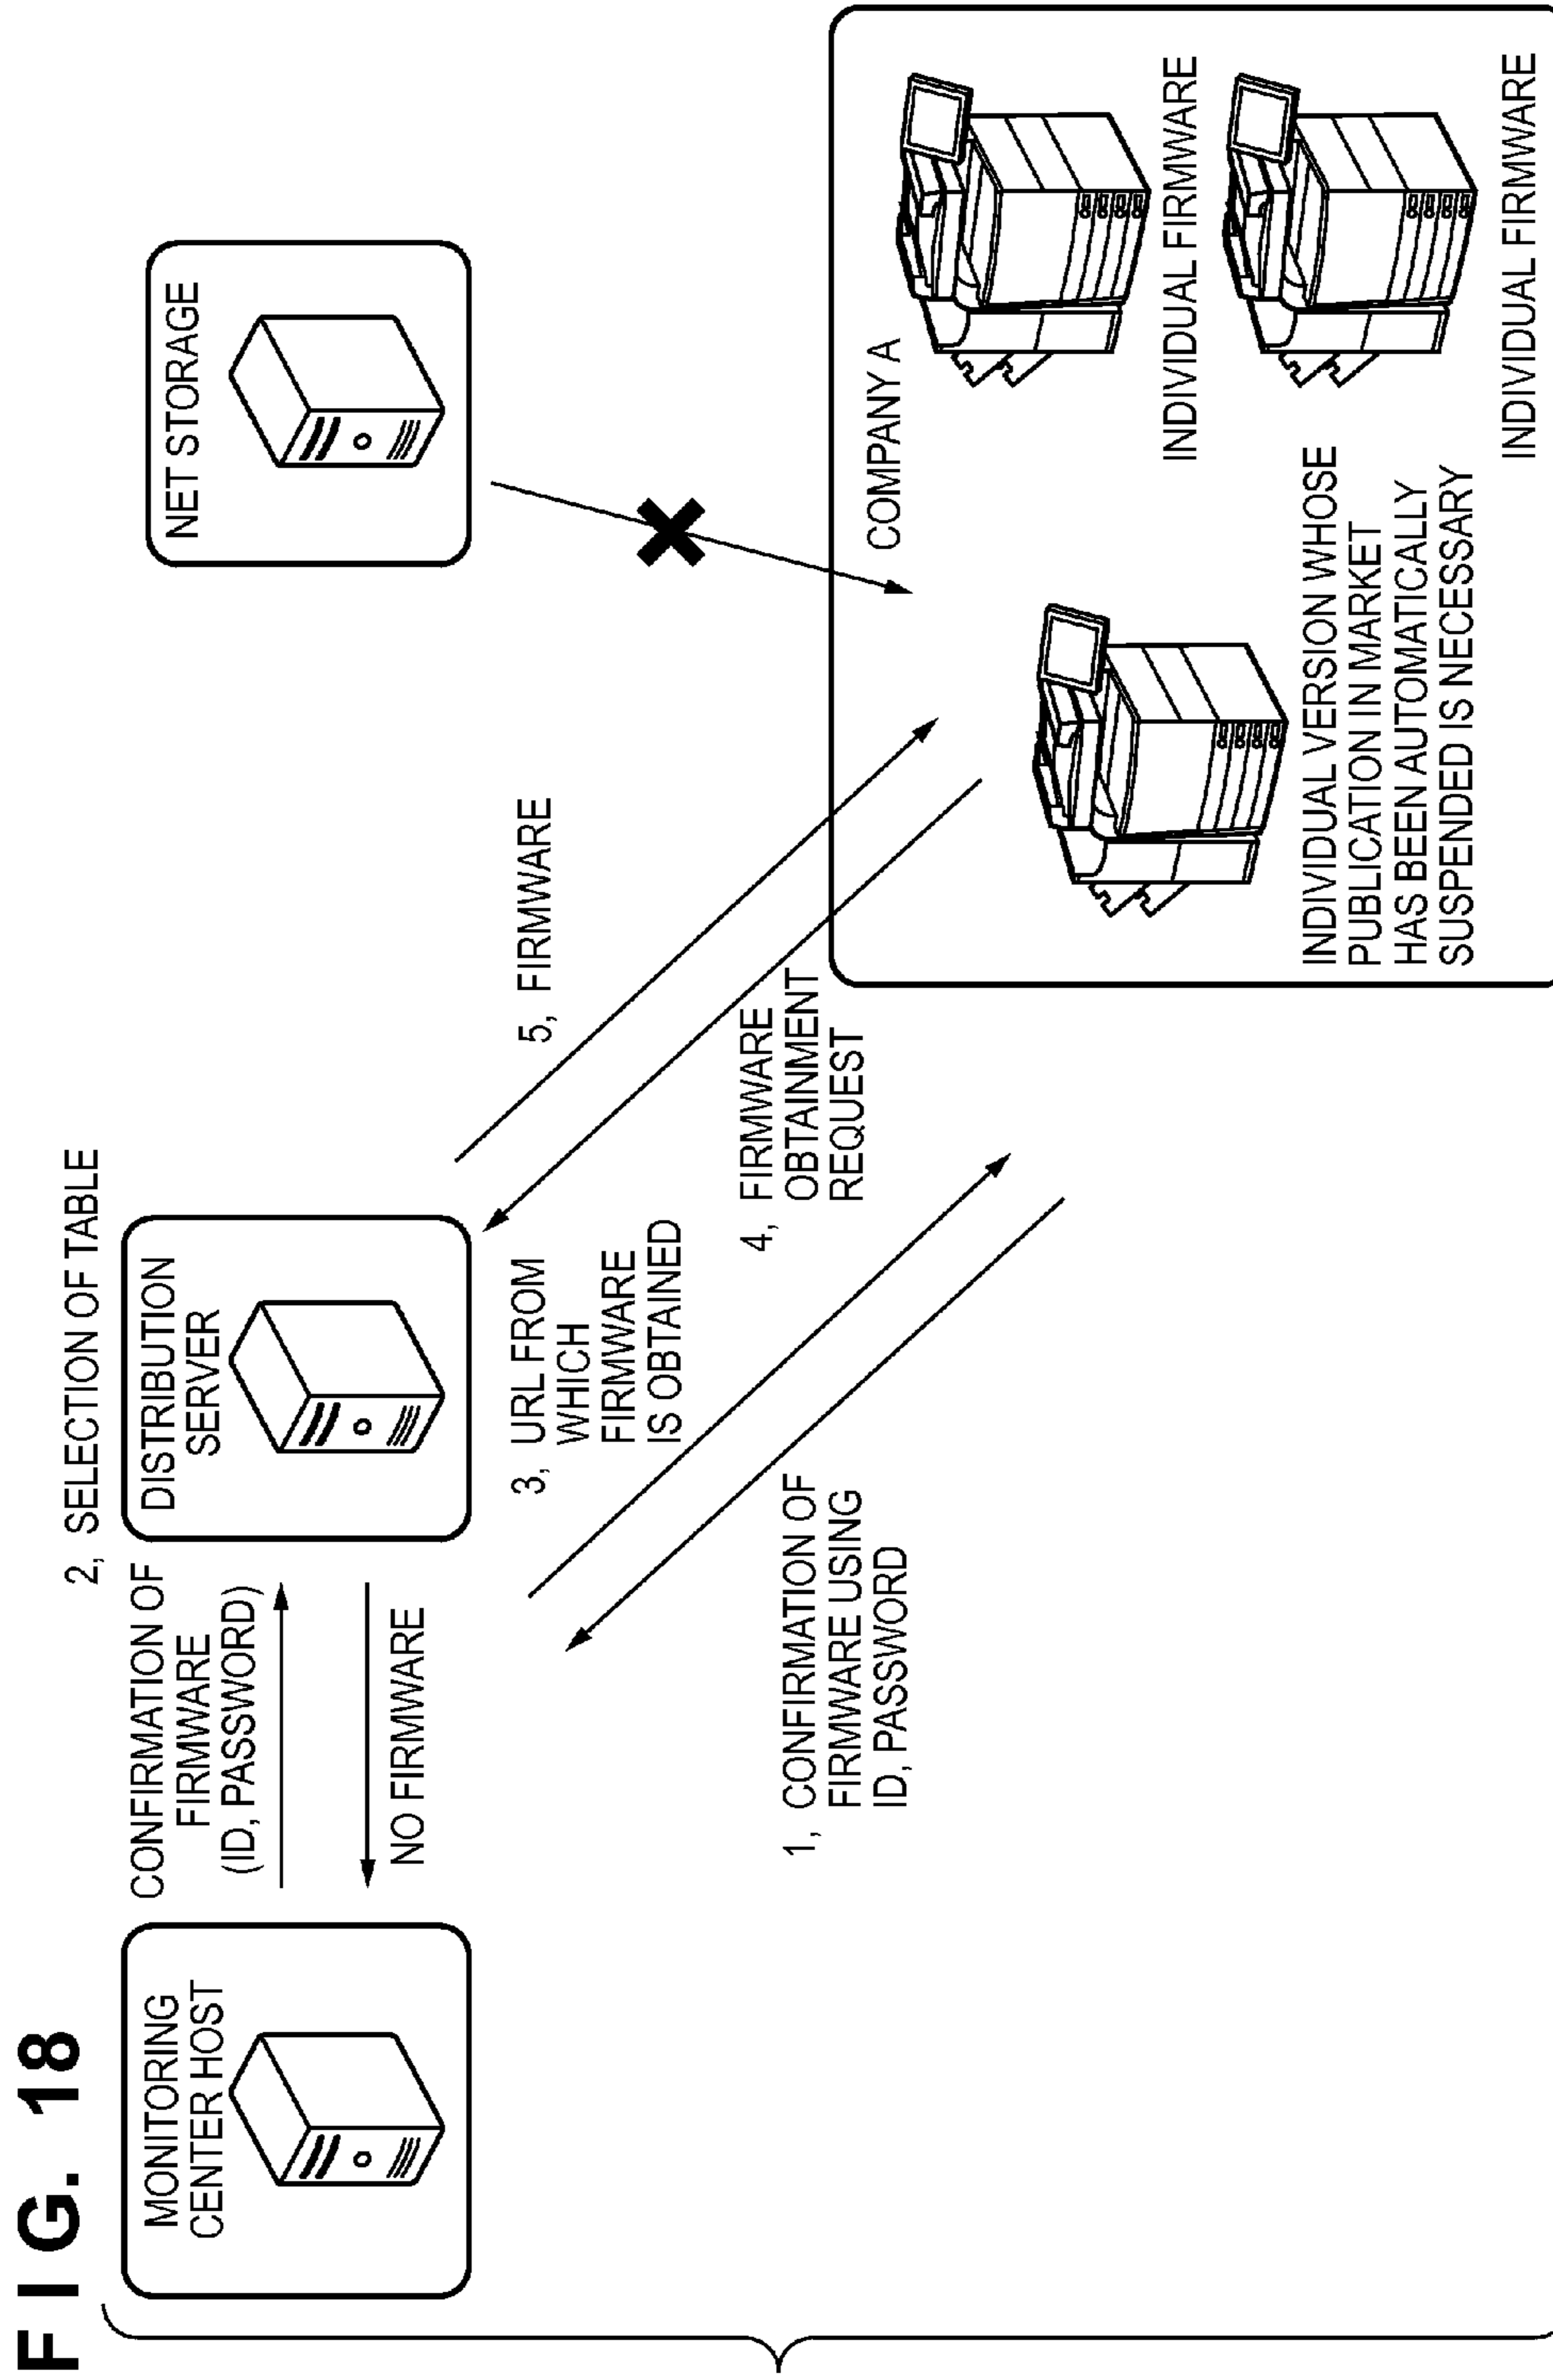 FIG. 18
MONITORING
CENTER HOST
CONFIRMATION OF
FIRMWARE
(ID, PASSWORD)
NO FIRMWARE
2, SELECTION OF TABLE
DISTRIBUTION
SERVER
NET STORAGE
3, URL FROM
WHICH
FIRMWARE
IS OBTAINED
5, FIRMWARE
4, FIRMWARE
OBTAINMENT
REQUEST
1, CONFIRMATION OF
FIRMWARE USING
ID, PASSWORD
COMPANY A
INDIVIDUAL FIRMWARE
INDIVIDUAL VERSION WHOSE
PUBLICATION IN MARKET
HAS BEEN AUTOMATICALLY
SUSPENDED IS NECESSARY
INDIVIDUAL FIRMWARE